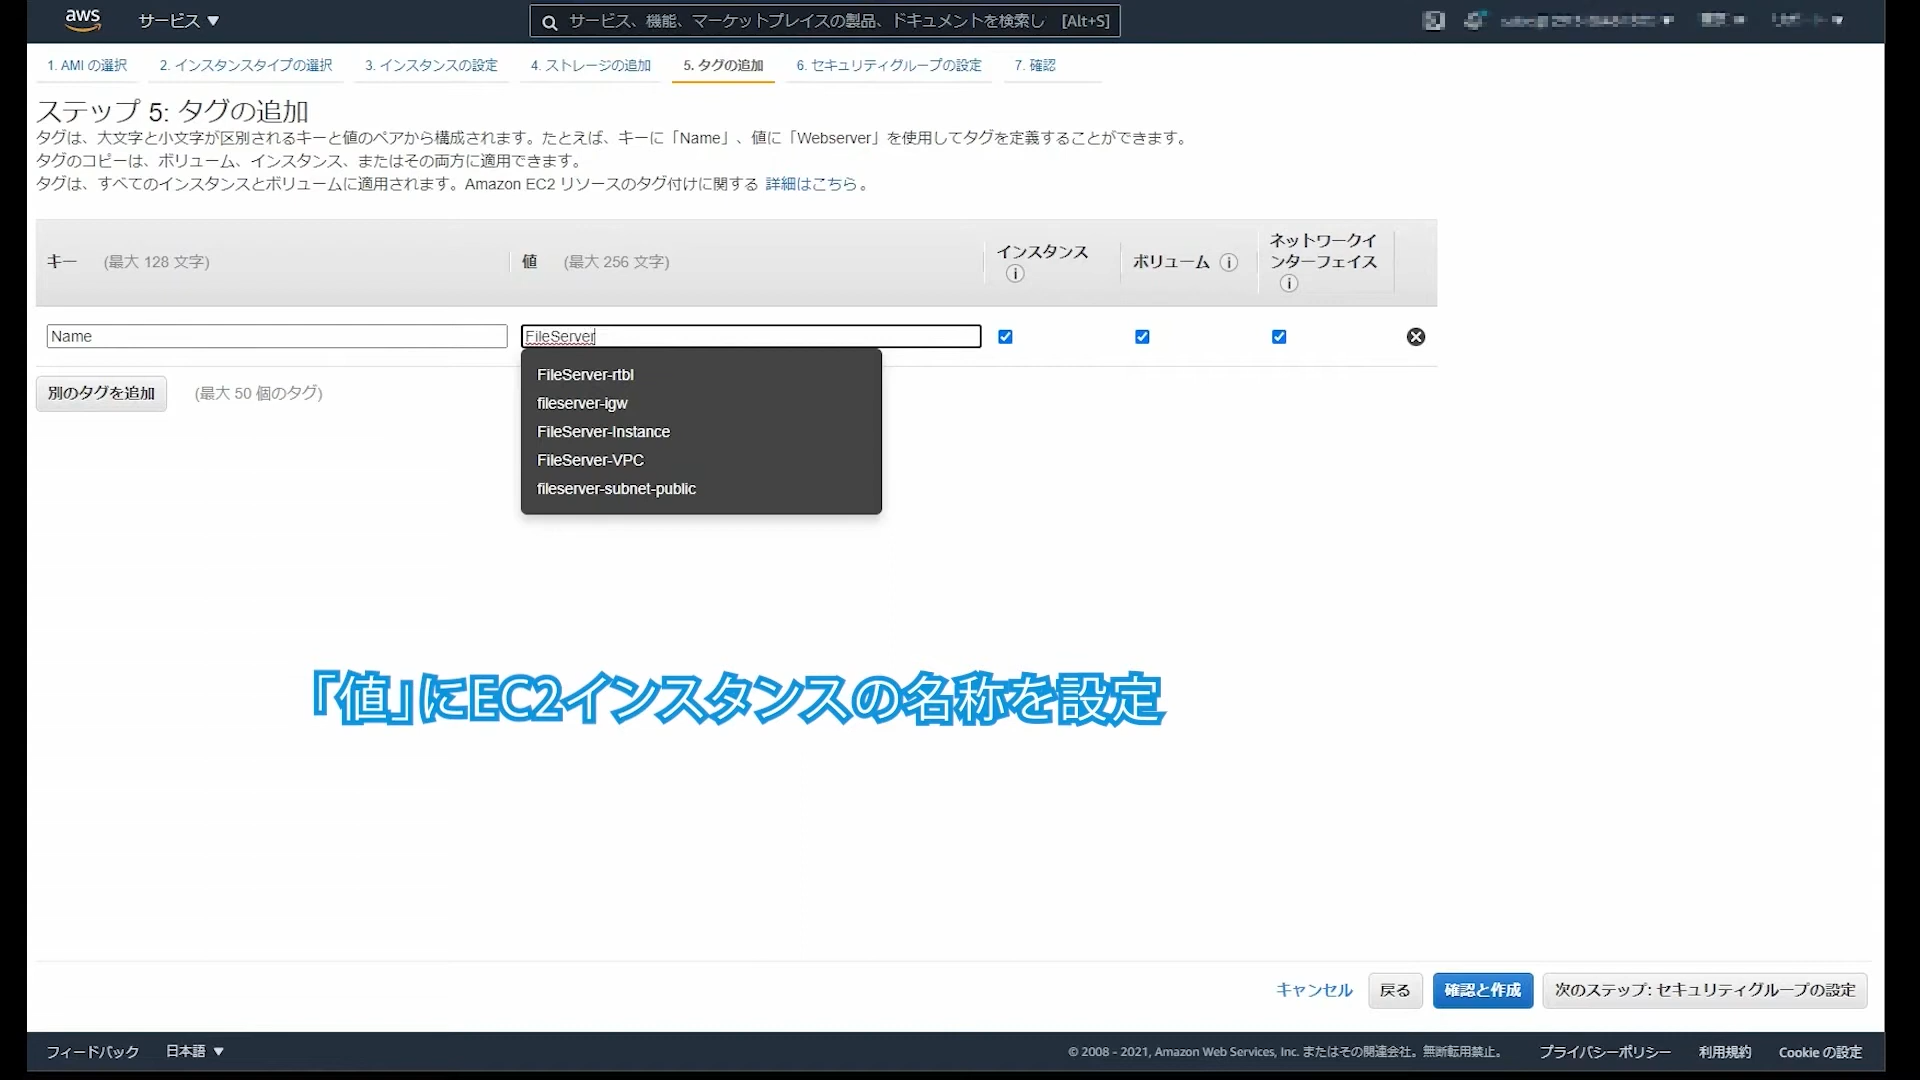 aws
サービス ▼
サービス、機能、マーケットプレイスの製品、ドキュメントを検索し [Alt+S]
1. AMI の選択
2. インスタンスタイプの選択
3. インスタンスの設定
4. ストレージの追加
5. タグの追加
6. セキュリティグループの設定
7. 確認
ステップ 5: タグの追加
タグは、大文字と小文字が区別されるキーと値のペアから構成されます。たとえば、キーに「Name」、値に「Webserver」を使用してタグを定義することができます。
タグのコピーは、ボリューム、インスタンス、またはその両方に適用できます。
タグは、すべてのインスタンスとボリュームに適用されます。Amazon EC2 リソースのタグ付けに関する 詳細はこちら。
キー (最大 128 文字)
値 (最大 256 文字)
インスタンス
ボリューム
ネットワークイ
ンターフェイス
Name
FileServer
FileServer-rtbl
fileserver-igw
FileServer-Instance
FileServer-VPC
fileserver-subnet-public
別のタグを追加
(最大 50 個のタグ)
「値」にEC2インスタンスの名称を設定
キャンセル
戻る
確認と作成
次のステップ: セキュリティグループの設定
フィードバック
日本語 ▼
© 2008 - 2021, Amazon Web Services, Inc. またはその関連会社。無断転用禁止。
プライバシーポリシー
利用規約
Cookie の設定